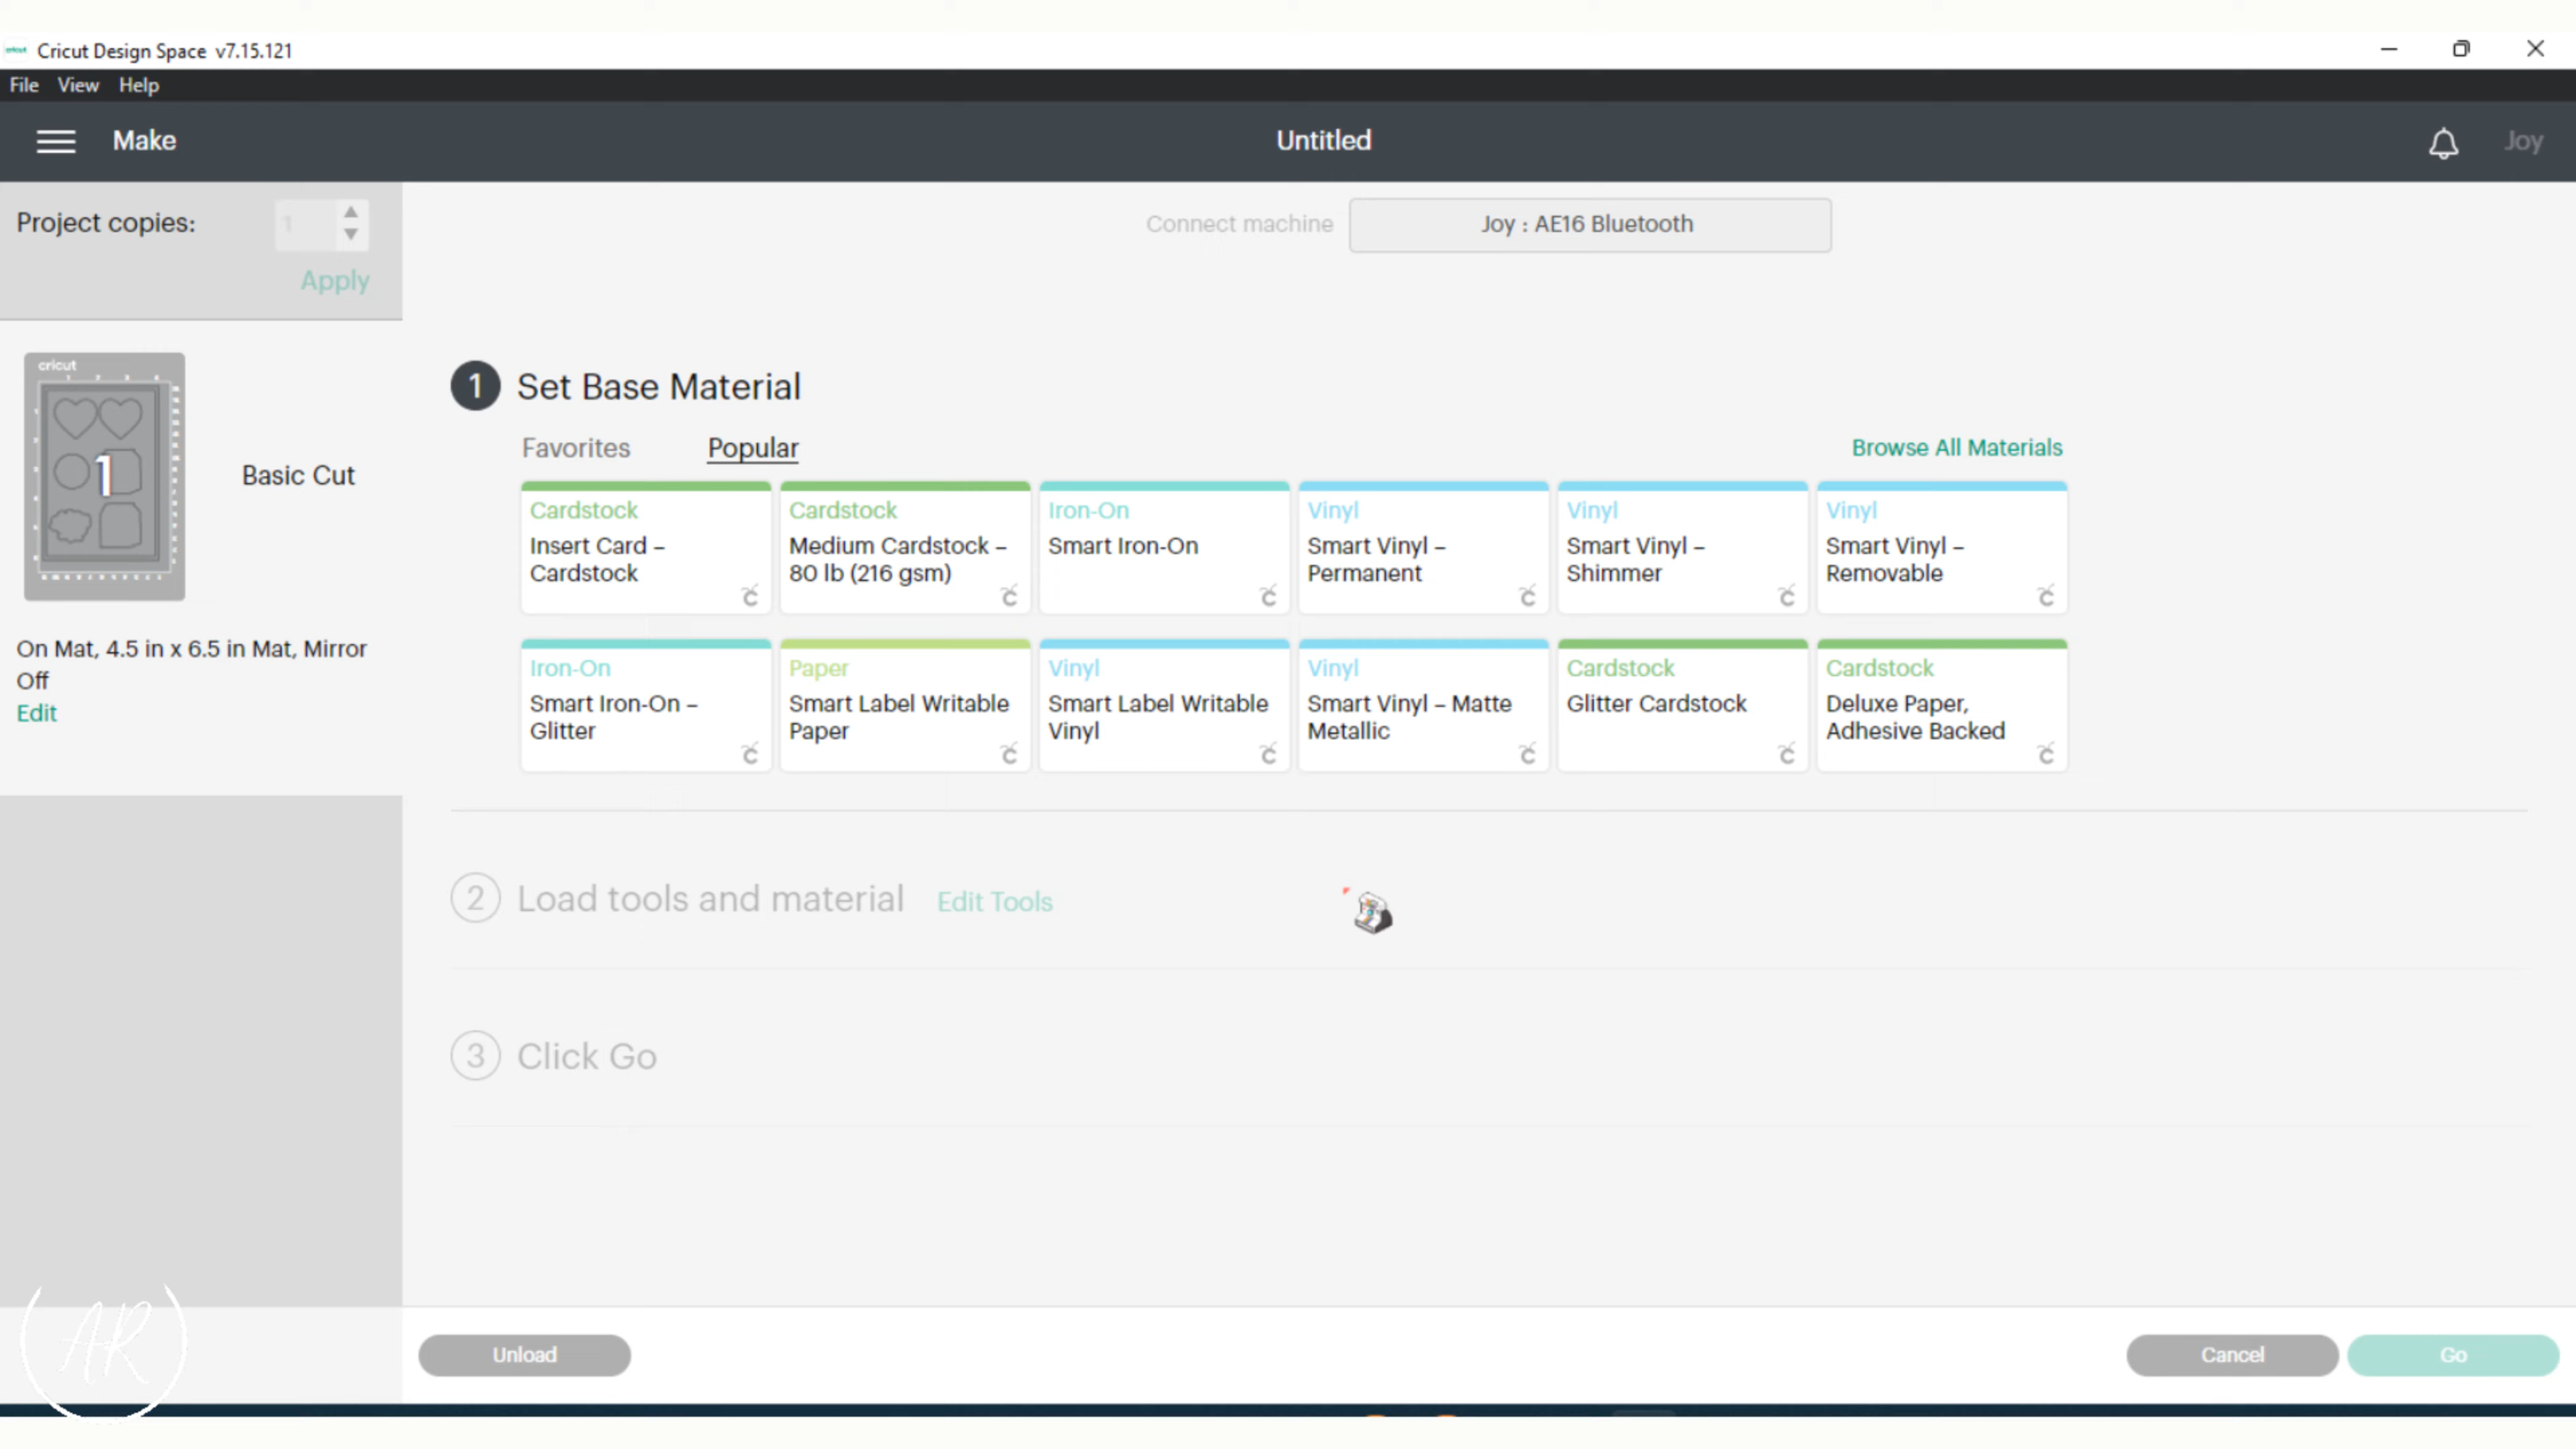 cricut Cricut Design Space v7.15.121
File View Help
Make
Untitled
Joy
Project copies:
1
Apply
Connect machine
Joy : AE16 Bluetooth
cricut
1
Basic Cut
On Mat, 4.5 in x 6.5 in Mat, Mirror
Off
Edit
1 Set Base Material
Favorites
Popular
Browse All Materials
Cardstock
Insert Card –
Cardstock
Cardstock
Medium Cardstock –
80 lb (216 gsm)
Iron-On
Smart Iron-On
Vinyl
Smart Vinyl –
Permanent
Vinyl
Smart Vinyl –
Shimmer
Vinyl
Smart Vinyl –
Removable
Iron-On
Smart Iron-On –
Glitter
Paper
Smart Label Writable
Paper
Vinyl
Smart Label Writable
Vinyl
Vinyl
Smart Vinyl – Matte
Metallic
Cardstock
Glitter Cardstock
Cardstock
Deluxe Paper,
Adhesive Backed
2 Load tools and material Edit Tools
3 Click Go
AR
Unload
Cancel
Go